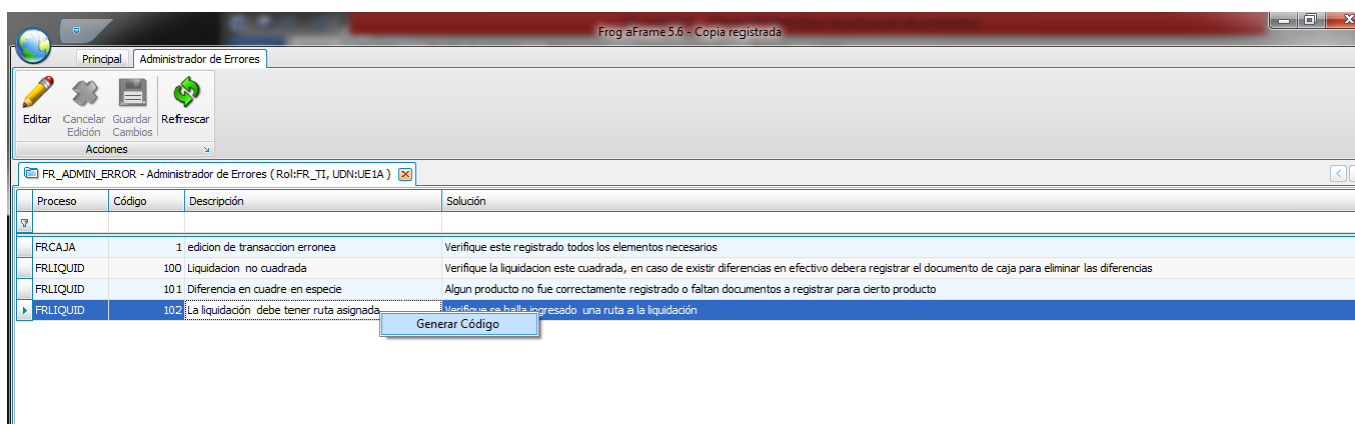 Frog aFrame 5.6 - Copia registrada
Principal Administrador de Errores
Editar Cancelar Edición Guardar Cambios Refrescar
Acciones
FR_ADMIN_ERROR - Administrador de Errores ( Rol:FR_TI, UDN:UE1A )
Proceso Código Descripción Solución
FRCAJA 1 edicion de transaccion erronea Verifique este registrado todos los elementos necesarios
FRLIQUID 100 Liquidacion no cuadrada Verifique la liquidacion este cuadrada, en caso de existir diferencias en efectivo debera registrar el documento de caja para eliminar las diferencias
FRLIQUID 101 Diferencia en cuadre en especie Algun producto no fue correctamente registrado o faltan documentos a registrar para cierto producto
FRLIQUID 102 La liquidación debe tener ruta asignada Verifique se halla ingresado una ruta a la liquidación
Generar Código